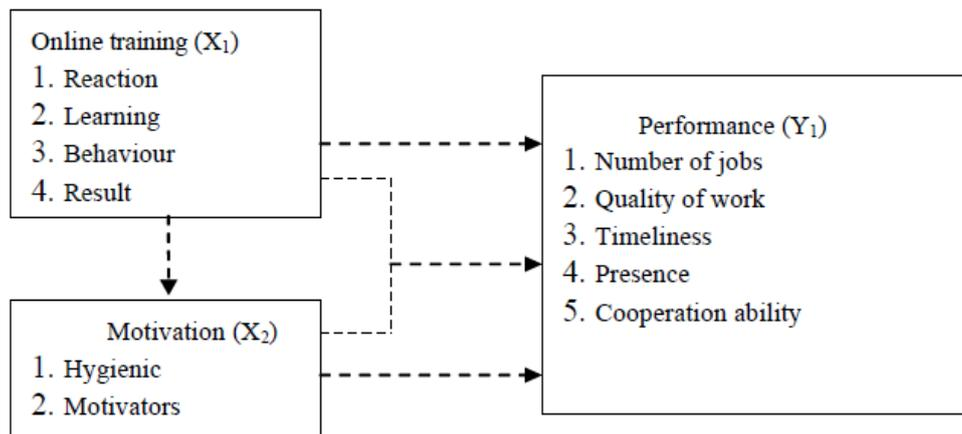 Online training (X₁)
1. Reaction
2. Learning
3. Behaviour
4. Result
Motivation (X₂)
1. Hygienic
2. Motivators
Performance (Y₁)
1. Number of jobs
2. Quality of work
3. Timeliness
4. Presence
5. Cooperation ability